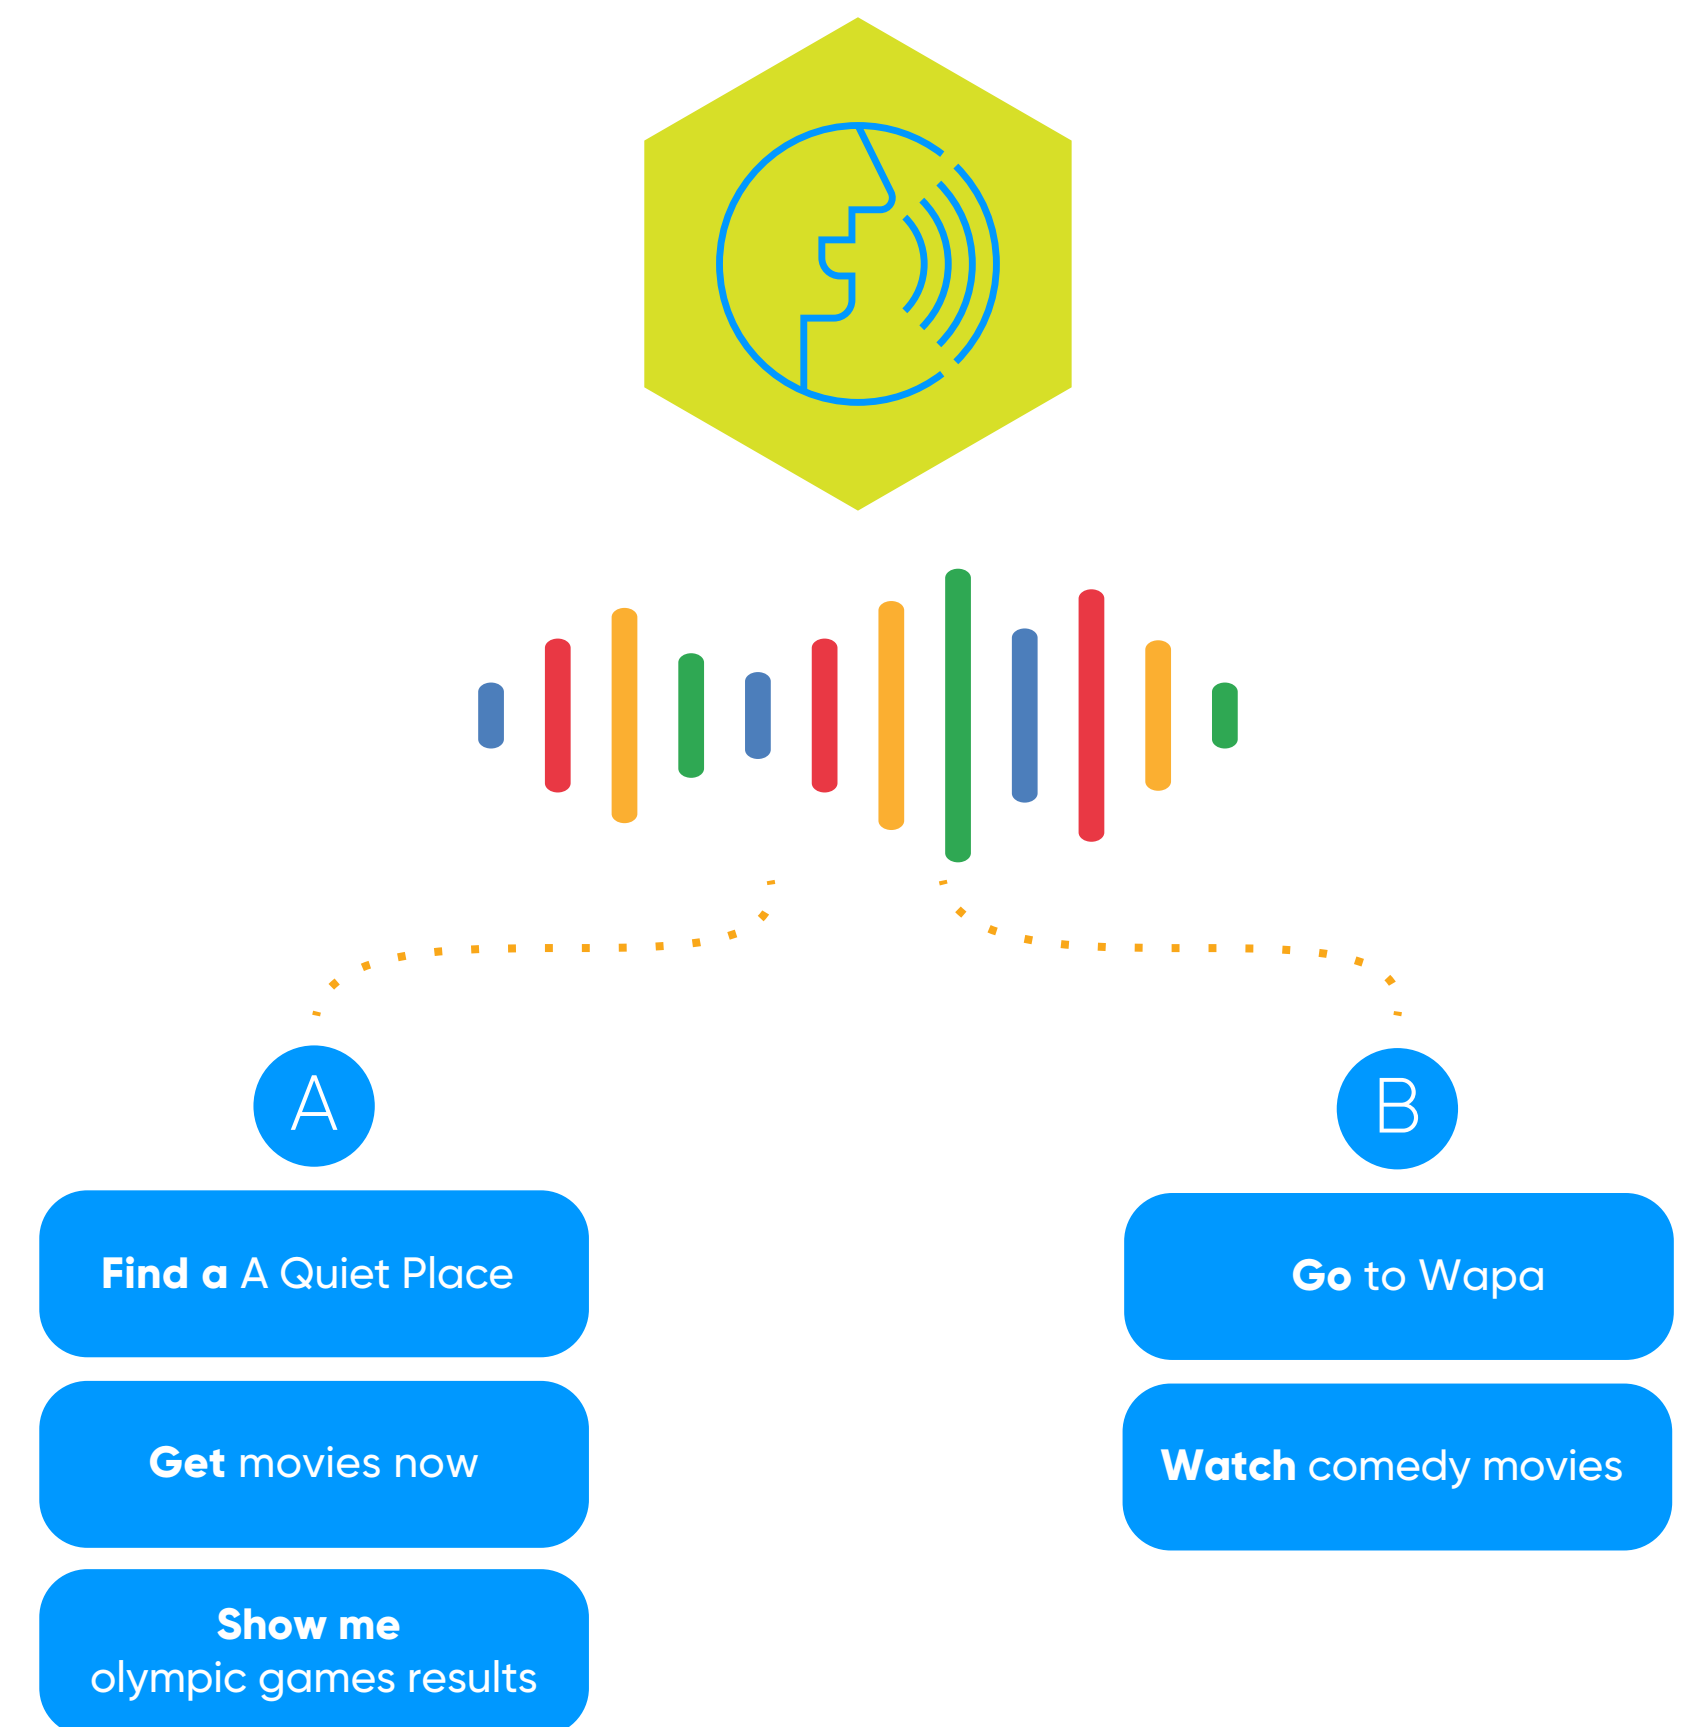 A
Find a A Quiet Place
Get movies now
Show me
olympic games results
B
Go to Wapa
Watch comedy movies